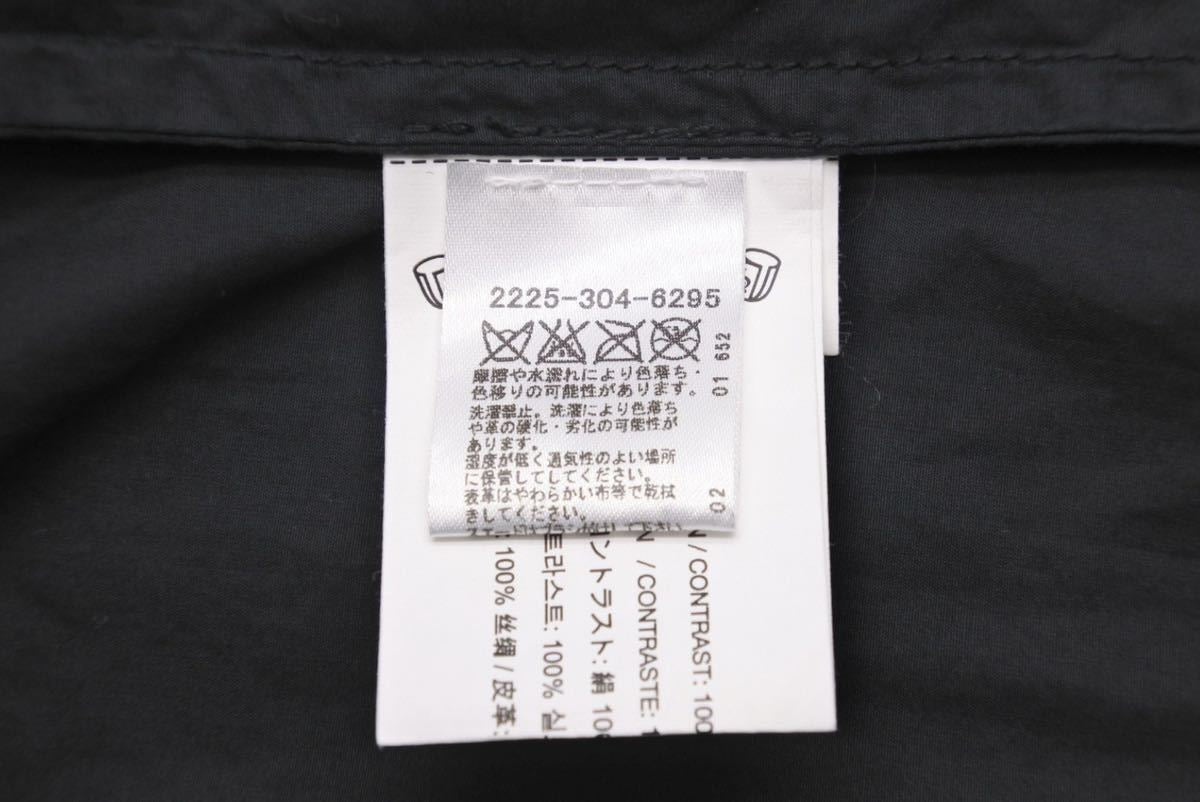 2225-304-6295
摩擦や水濡れにより色落ち・
色移りの可能性があります。
洗濯禁止。洗濯により色落ち
や革の硬化・劣化の可能性が
あります。
湿度が低く通気性のよい場所
に保管してしてください。
表革はやわらかい布等で乾拭
きしてください。
01 652
02
N / CONTRAST: 100
N / CONTRASTE: 1
コントラスト: 絹 10
트라스트: 100% 실
: 100% 丝绸 / 皮革: